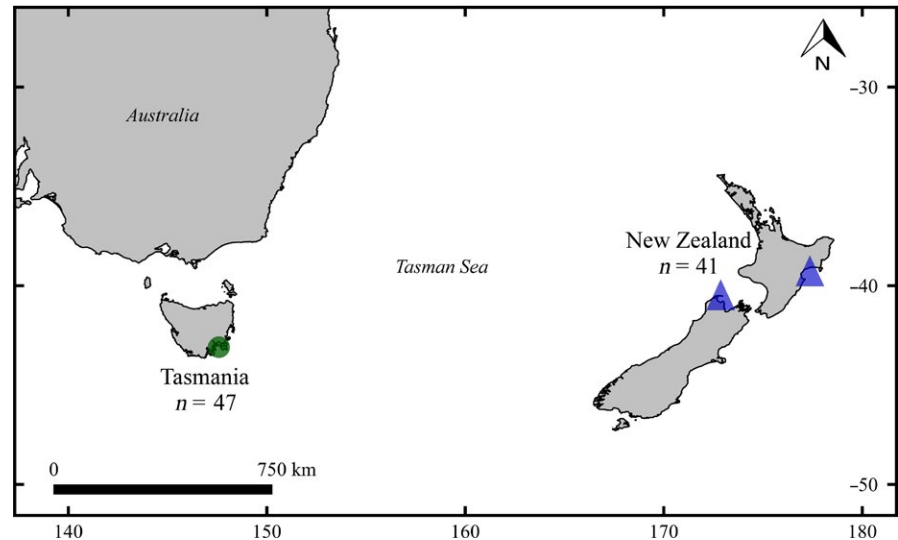 N
−30
Australia
New Zealand
n = 41
Tasman Sea
−40
Tasmania
n = 47
0 750 km
−50
140 150 160 170 180